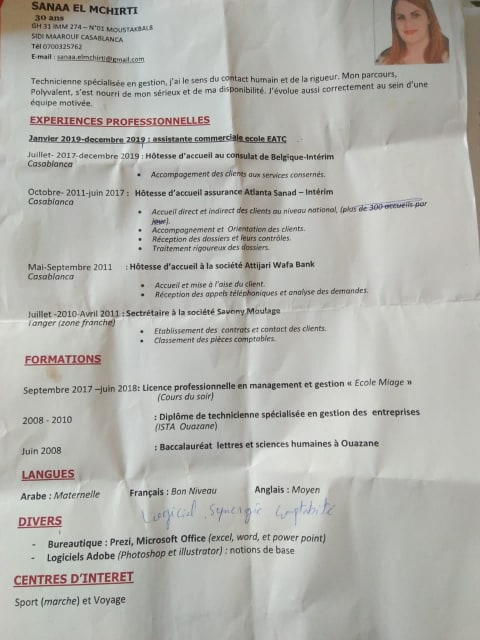 SANAA EL MCHIRTI
30 ans
GH 31 IMM 274 – N°01 MOUSTAKBALS
SIDI MAAROUF CASABLANCA
Tél 0700325762
E-mail : sanaa.elmchirti@gmail.com
Technicienne spécialisée en gestion, j'ai le sens du contact humain et de la rigueur. Mon parcours,
Polyvalent, s'est nourri de mon sérieux et de ma disponibilité. J'évolue aussi correctement au sein d'une
équipe motivée.
EXPERIENCES PROFESSIONNELLES
Janvier 2019-decembre 2019 : assistante commerciale ecole EATC
Juillet- 2017-decembre 2019 : Hôtesse d'accueil au consulat de Belgique-Intérim
Casablanca
• Accompagement des clients aux services consernés.
Octobre- 2011-juin 2017 : Hôtesse d'accueil assurance Atlanta Sanad – Intérim
Casablanca
• Accueil direct et indirect des clients au niveau national, (plus de 300 accueils par
jour).
• Accompagnement et Orientation des clients.
• Réception des dossiers et leurs contrôles.
• Traitement rigoureux des dossiers.
Mai-Septembre 2011 : Hôtesse d'accueil à la société Attijari Wafa Bank
Casablanca
• Accueil et mise à l'aise du client.
• Réception des appels téléphoniques et analyse des demandes.
Juillet -2010-Avril 2011 : Sectrétaire à la société Savony Moulage
Tanger (zone franche)
• Etablissement des contrats et contact des clients.
• Classement des pièces comptables.
FORMATIONS
Septembre 2017 –juin 2018: Licence professionnelle en management et gestion « Ecole Miage »
(Cours du soir)
2008 - 2010 : Diplôme de technicienne spécialisée en gestion des entreprises
(ISTA Ouazane)
Juin 2008 : Baccalauréat lettres et sciences humaines à Ouazane
LANGUES
Arabe : Maternelle Français : Bon Niveau Anglais : Moyen
Logiciel Synergie Comptabilité
DIVERS
- Bureautique : Prezi, Microsoft Office (excel, word, et power point)
- Logiciels Adobe (Photoshop et illustrator) : notions de base
CENTRES D'INTERET
Sport (marche) et Voyage